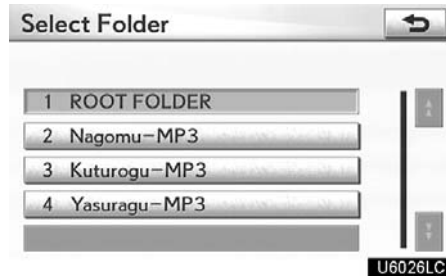 Select Folder
1 ROOT FOLDER
2 Nagomu-MP3
3 Kuturogu-MP3
4 Yasuragu-MP3
U6026LC